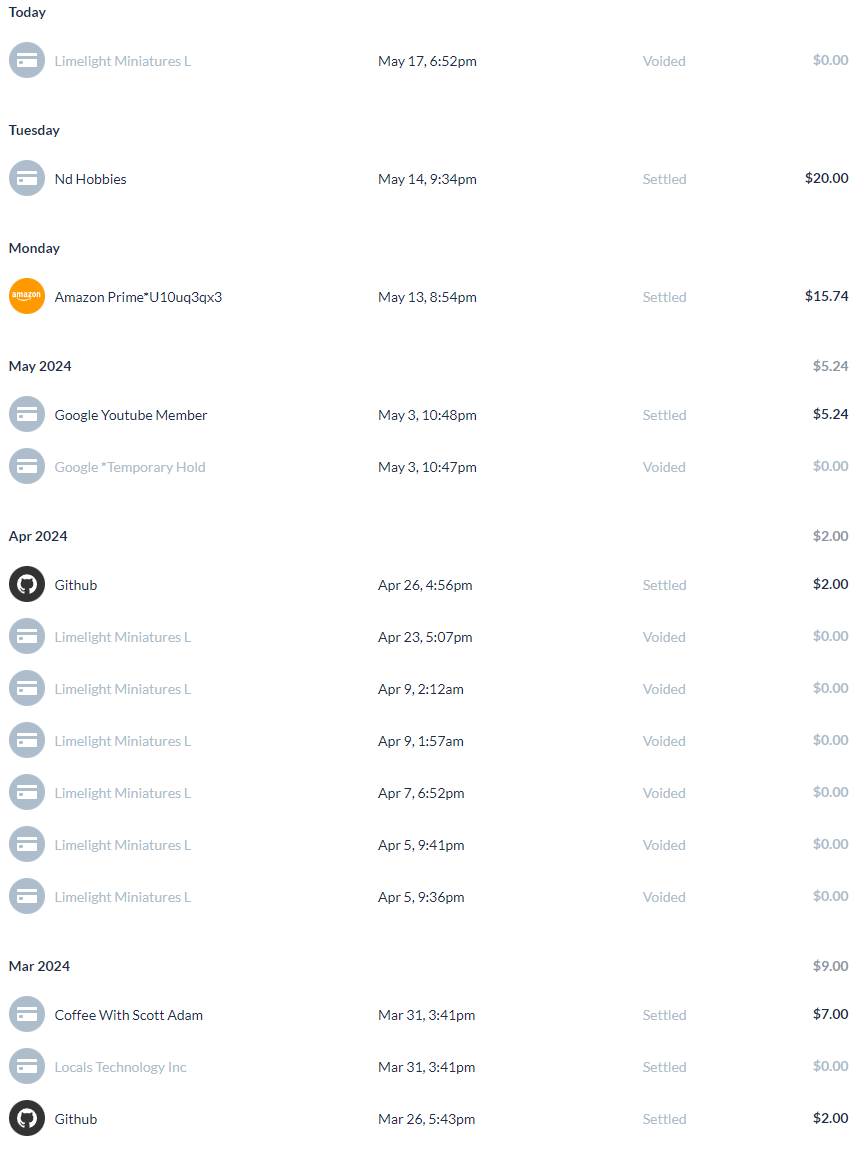 Today
Limelight Miniatures L May 17, 6:52pm Voided $0.00
Tuesday
Nd Hobbies May 14, 9:34pm Settled $20.00
Monday
amazon Amazon Prime*U10uq3qx3 May 13, 8:54pm Settled $15.74
May 2024 $5.24
Google Youtube Member May 3, 10:48pm Settled $5.24
Google *Temporary Hold May 3, 10:47pm Voided $0.00
Apr 2024 $2.00
Github Apr 26, 4:56pm Settled $2.00
Limelight Miniatures L Apr 23, 5:07pm Voided $0.00
Limelight Miniatures L Apr 9, 2:12am Voided $0.00
Limelight Miniatures L Apr 9, 1:57am Voided $0.00
Limelight Miniatures L Apr 7, 6:52pm Voided $0.00
Limelight Miniatures L Apr 5, 9:41pm Voided $0.00
Limelight Miniatures L Apr 5, 9:36pm Voided $0.00
Mar 2024 $9.00
Coffee With Scott Adam Mar 31, 3:41pm Settled $7.00
Locals Technology Inc Mar 31, 3:41pm Settled $0.00
Github Mar 26, 5:43pm Settled $2.00